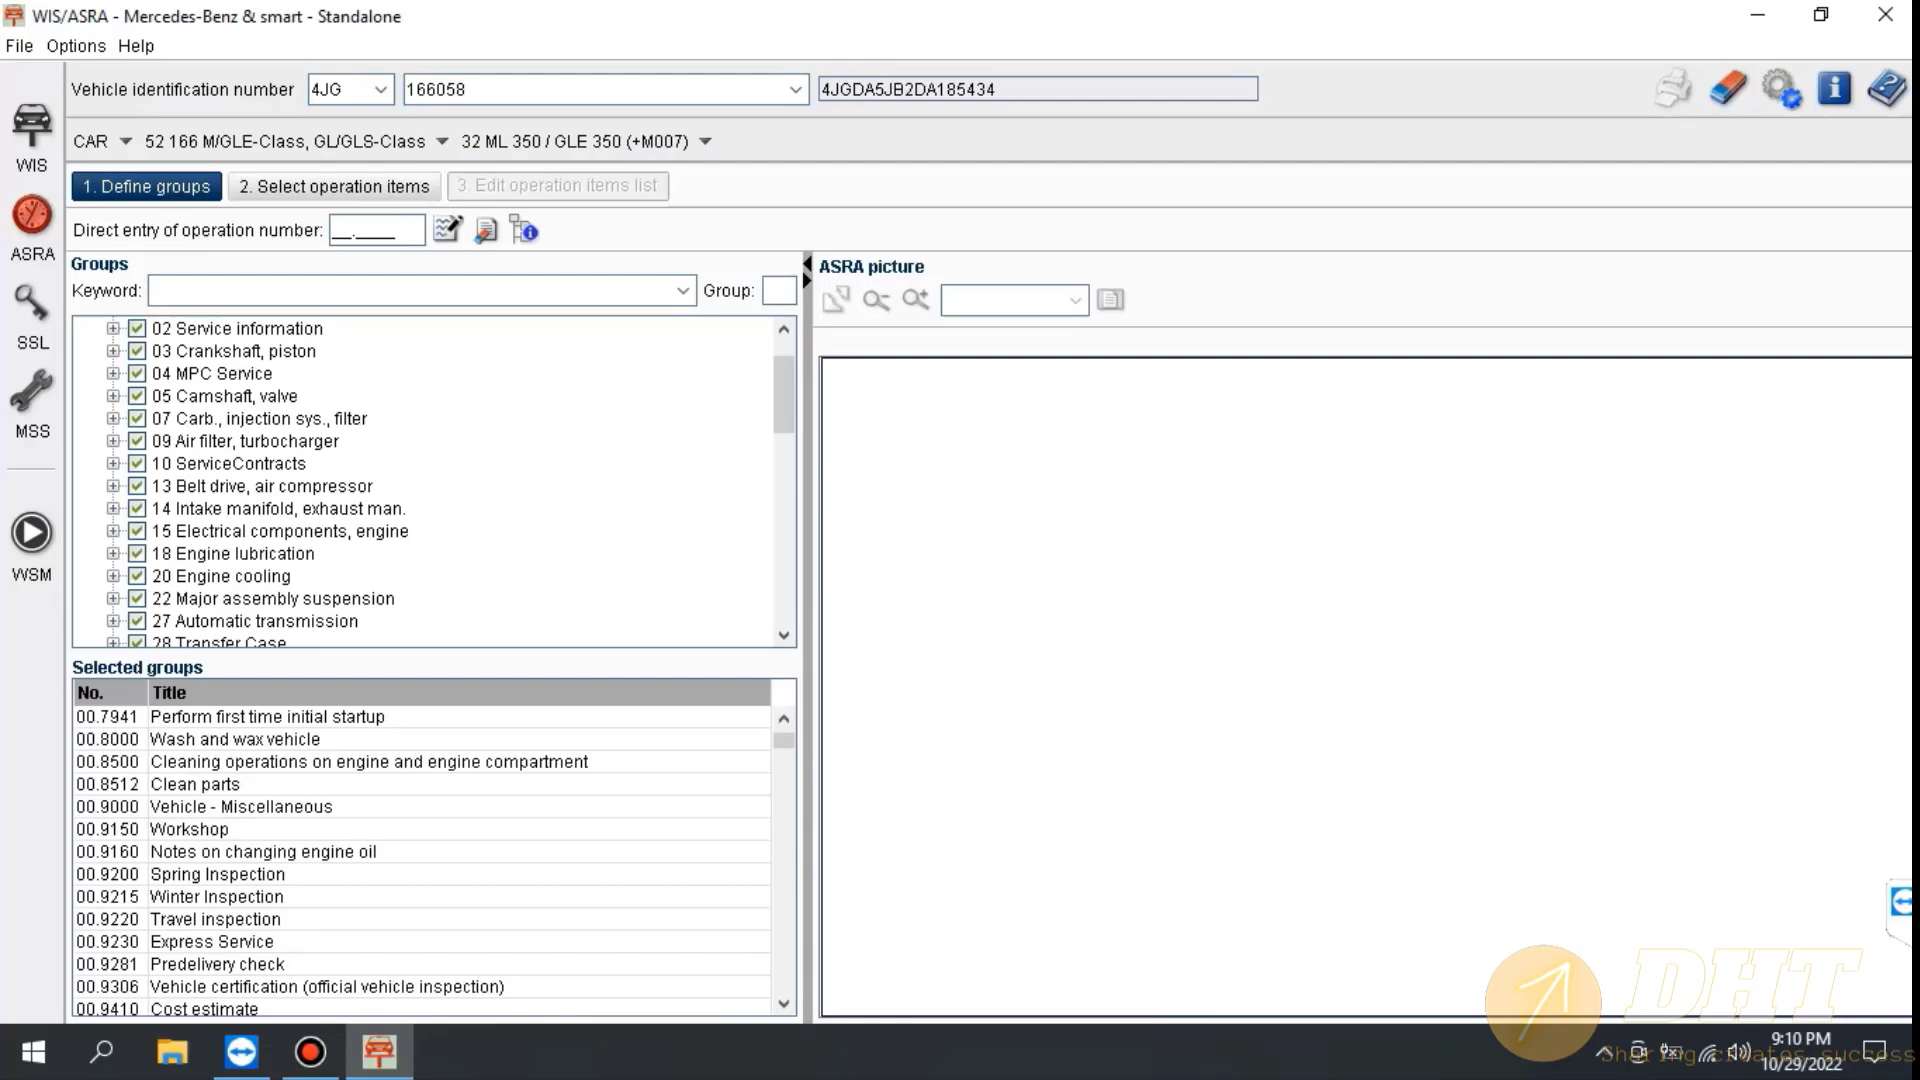 WIS/ASRA - Mercedes-Benz & smart - Standalone
File Options Help
Vehicle identification number 4JG 166058 4JGDA5JB2DA185434
CAR 52 166 M/GLE-Class, GL/GLS-Class 32 ML 350 / GLE 350 (+M007)
WIS
1. Define groups 2. Select operation items 3. Edit operation items list
Direct entry of operation number: __.____
ASRA
Groups
ASRA picture
Keyword: Group:
02 Service information
SSL
03 Crankshaft, piston
04 MPC Service
05 Camshaft, valve
07 Carb., injection sys., filter
MSS
09 Air filter, turbocharger
10 ServiceContracts
13 Belt drive, air compressor
14 Intake manifold, exhaust man.
15 Electrical components, engine
18 Engine lubrication
20 Engine cooling
WSM
22 Major assembly suspension
27 Automatic transmission
28 Transfer Case
Selected groups
No. Title
00.7941 Perform first time initial startup
00.8000 Wash and wax vehicle
00.8500 Cleaning operations on engine and engine compartment
00.8512 Clean parts
00.9000 Vehicle - Miscellaneous
00.9150 Workshop
00.9160 Notes on changing engine oil
00.9200 Spring Inspection
00.9215 Winter Inspection
00.9220 Travel inspection
00.9230 Express Service
00.9281 Predelivery check
00.9306 Vehicle certification (official vehicle inspection)
00.9410 Cost estimate
DHT
9:10 PM
Sharing creates success
10/29/2022